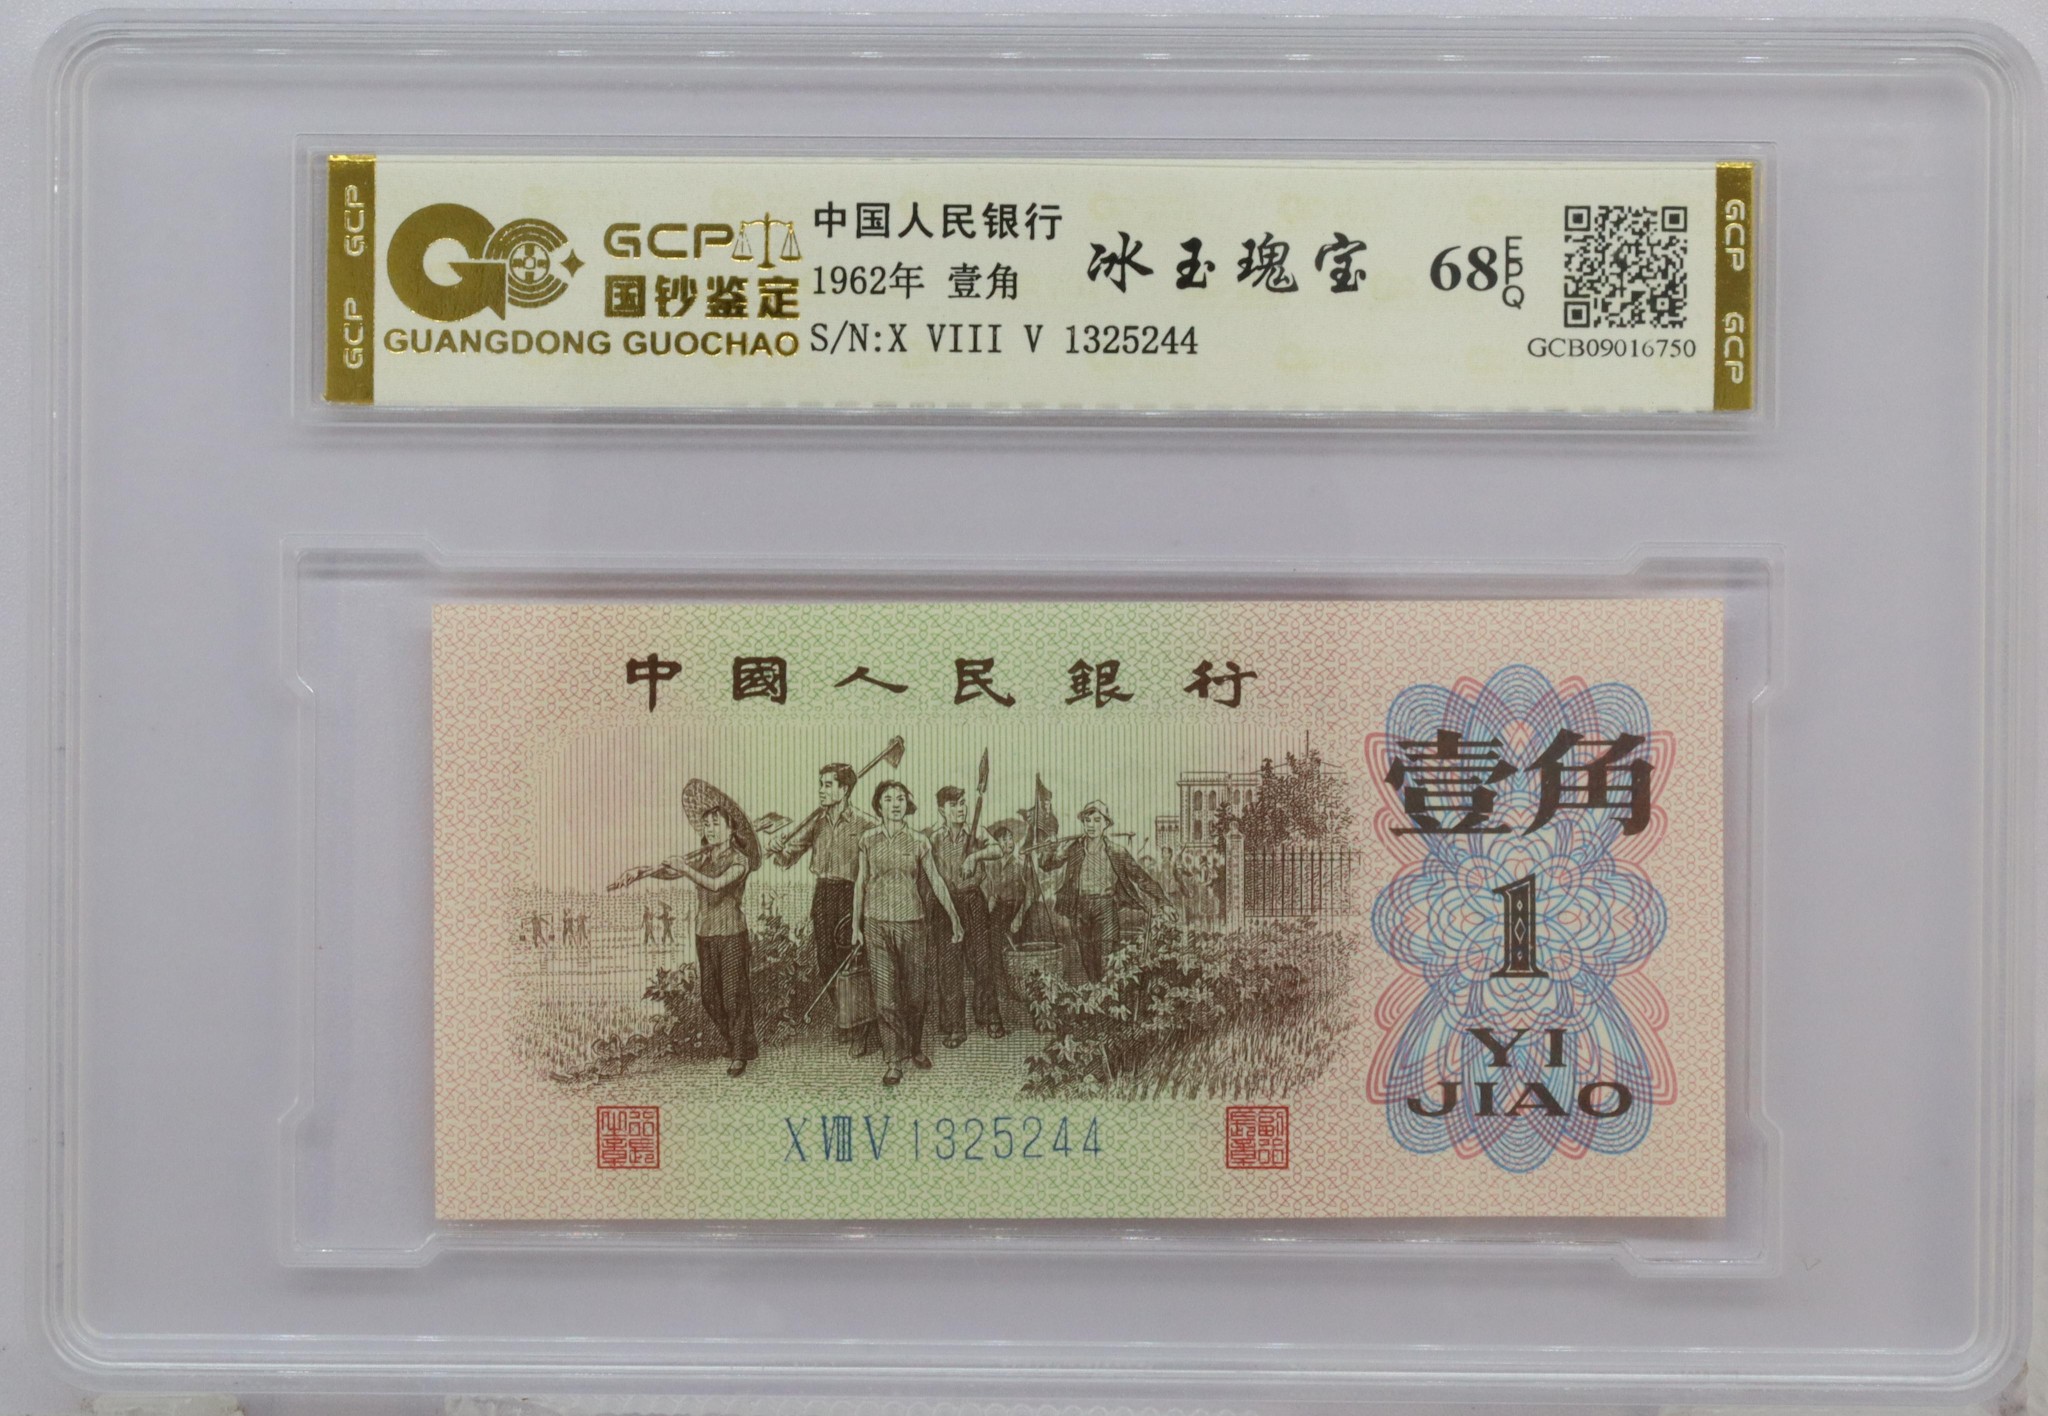 GCP GCP
GCP
国钞鉴定
GUANGDONG GUOCHAO
中国人民银行
1962年 壹角
S/N:X VIII V 1325244
冰玉瑰宝
68 EPQ
GCB09016750
GCP GCP
中國人民銀行
壹角
1
YI
JIAO
X VIII V 1325244